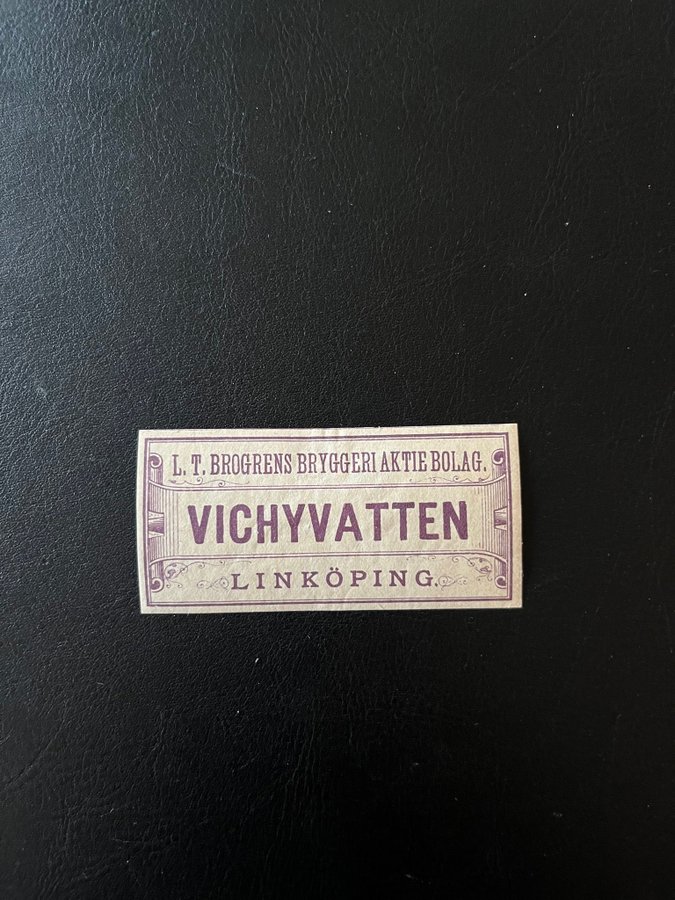 L. T. BROGRENS BRYGGERI AKTIE BOLAG.
VICHYVATTEN
LINKÖPING.